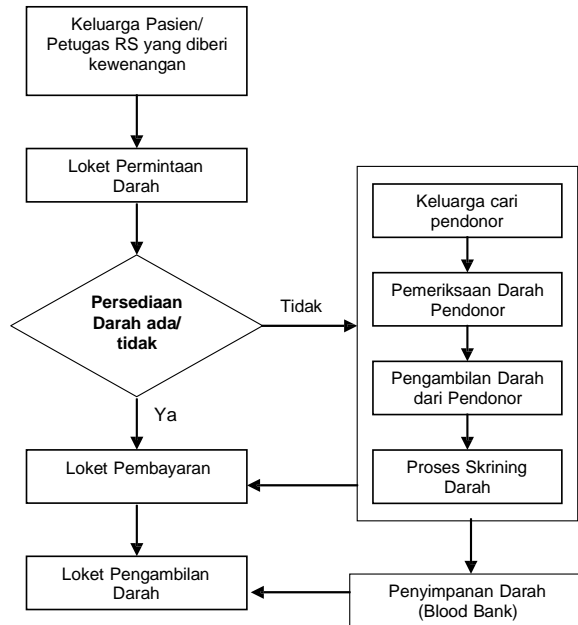 Keluarga Pasien/
Petugas RS yang diberi
kewenangan
Loket Permintaan
Darah
Persediaan
Darah ada/
tidak
Tidak
Ya
Keluarga cari
pendonor
Pemeriksaan Darah
Pendonor
Pengambilan Darah
dari Pendonor
Proses Skrining
Darah
Loket Pembayaran
Loket Pengambilan
Darah
Penyimpanan Darah
(Blood Bank)